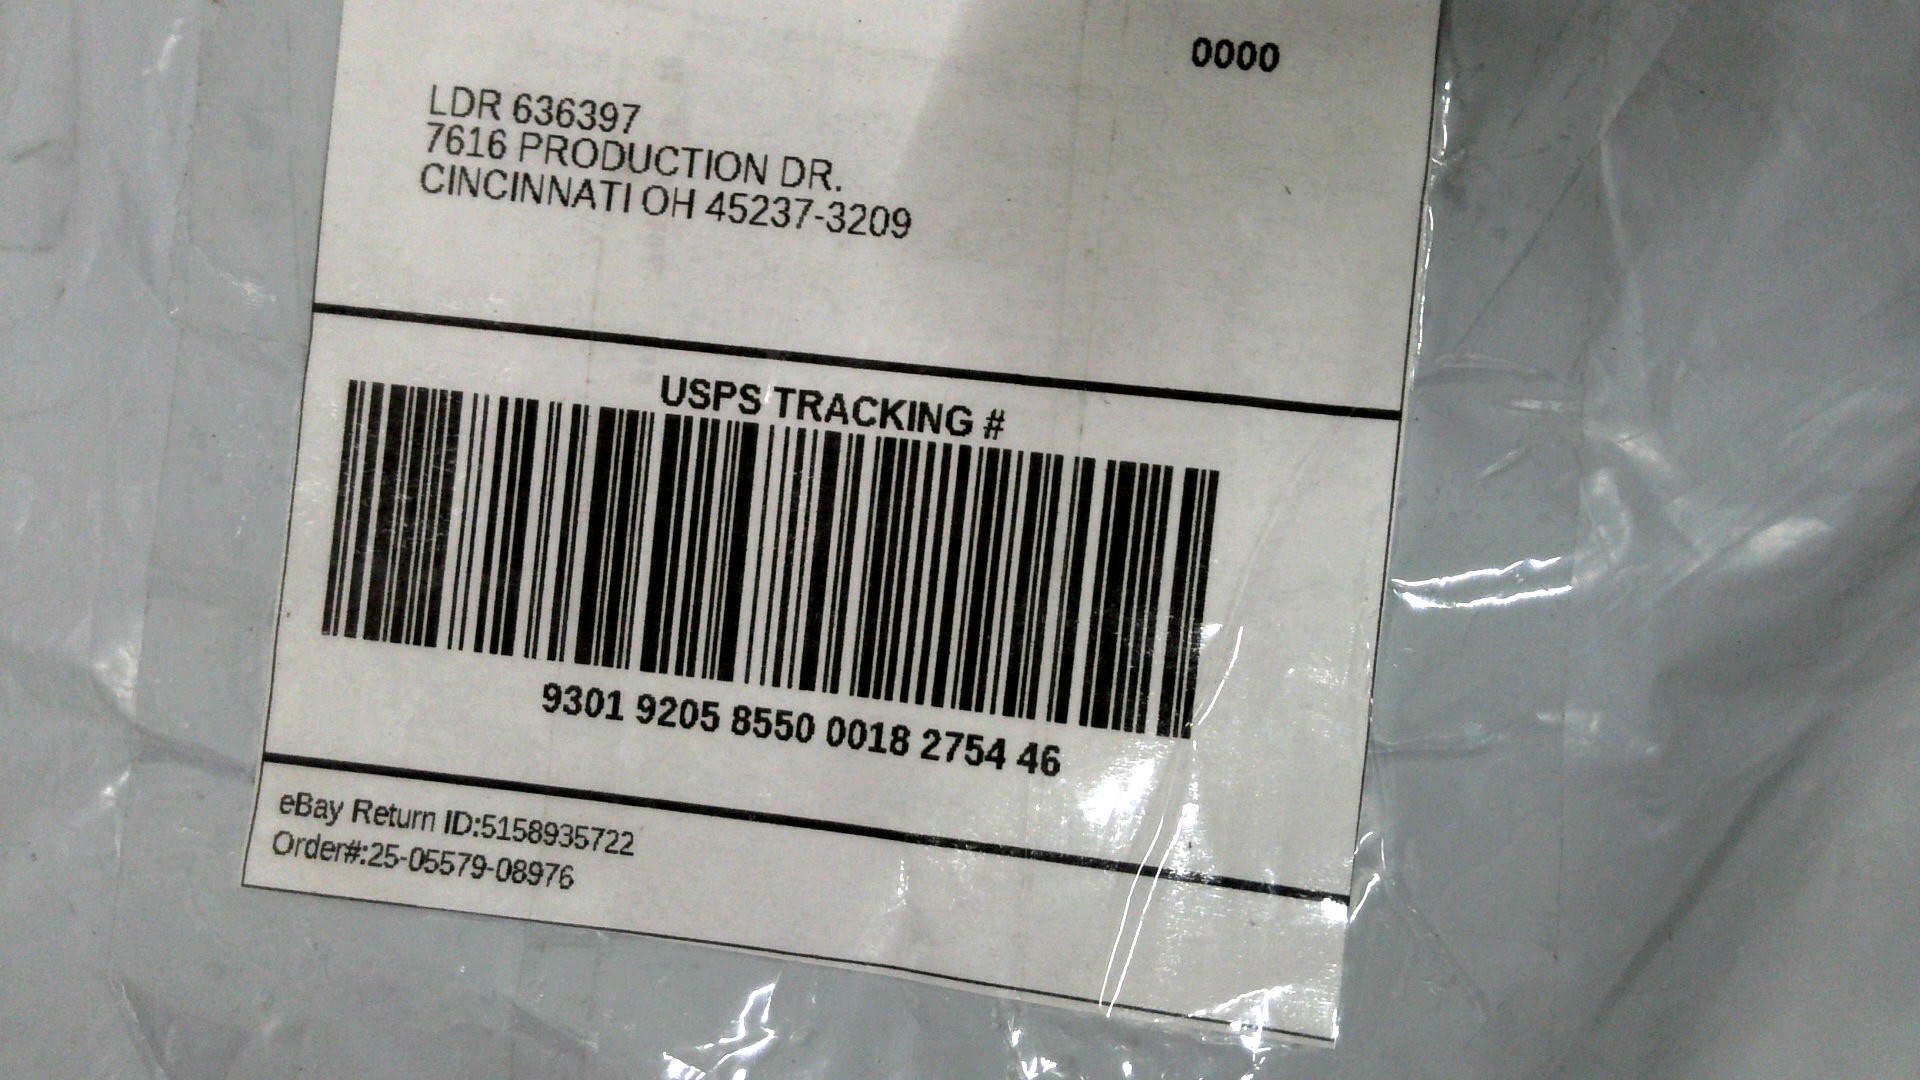 0000
LDR 636397
7616 PRODUCTION DR.
CINCINNATI OH 45237-3209
USPS TRACKING #
9301 9205 8550 0018 2754 46
eBay Return ID:5158935722
Order#:25-05579-08976